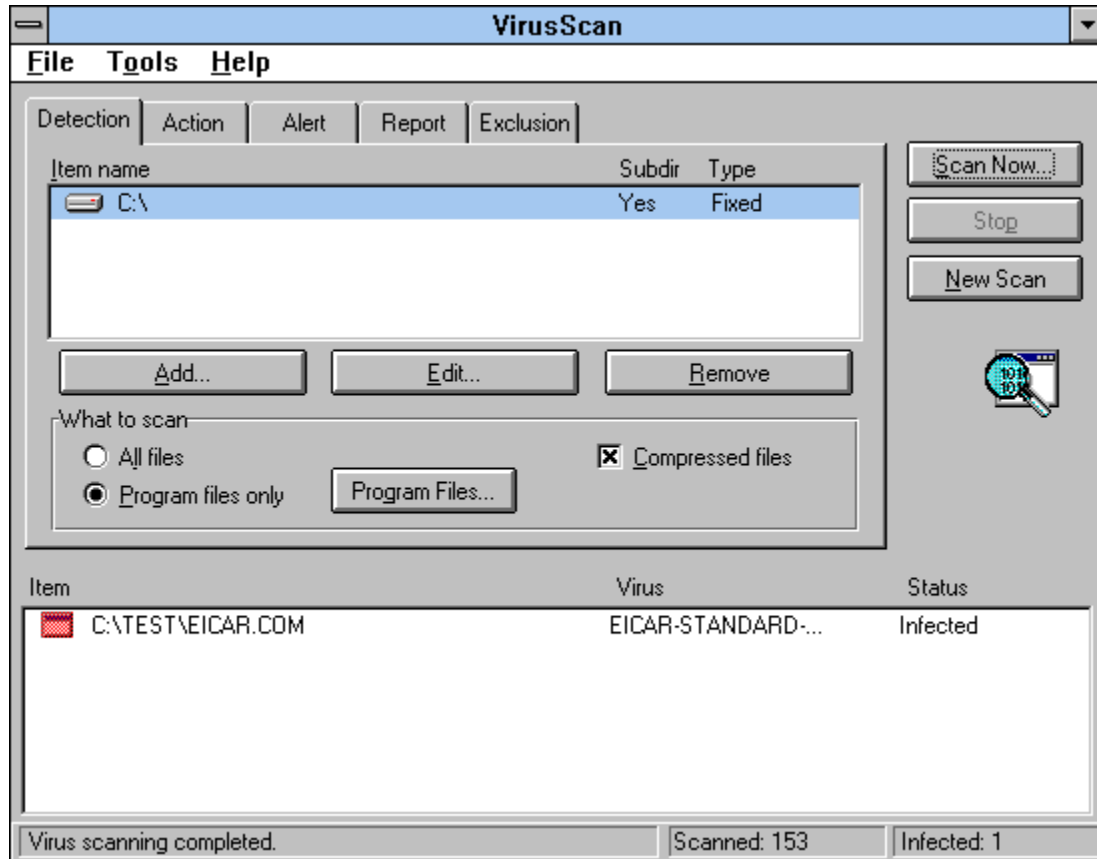 VirusScan
File Tools Help
Detection Action Alert Report Exclusion
Item name Subdir Type
C:\ Yes Fixed
Scan Now...
Stop
New Scan
Add... Edit... Remove
What to scan
All files
Compressed files
Program files only
Program Files...
Item Virus Status
C:\TEST\EICAR.COM EICAR-STANDARD-... Infected
Virus scanning completed. Scanned: 153 Infected: 1